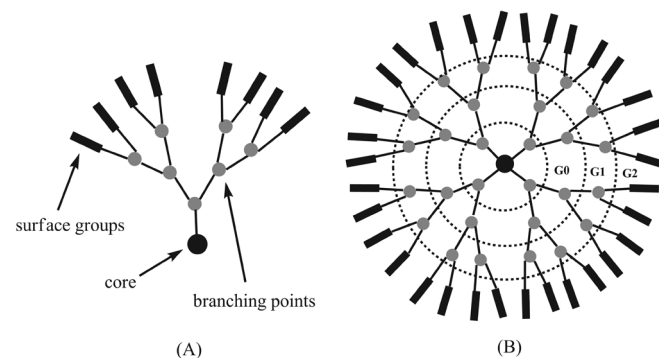 G0 G1 G2
surface groups
core
branching points
(A)
(B)